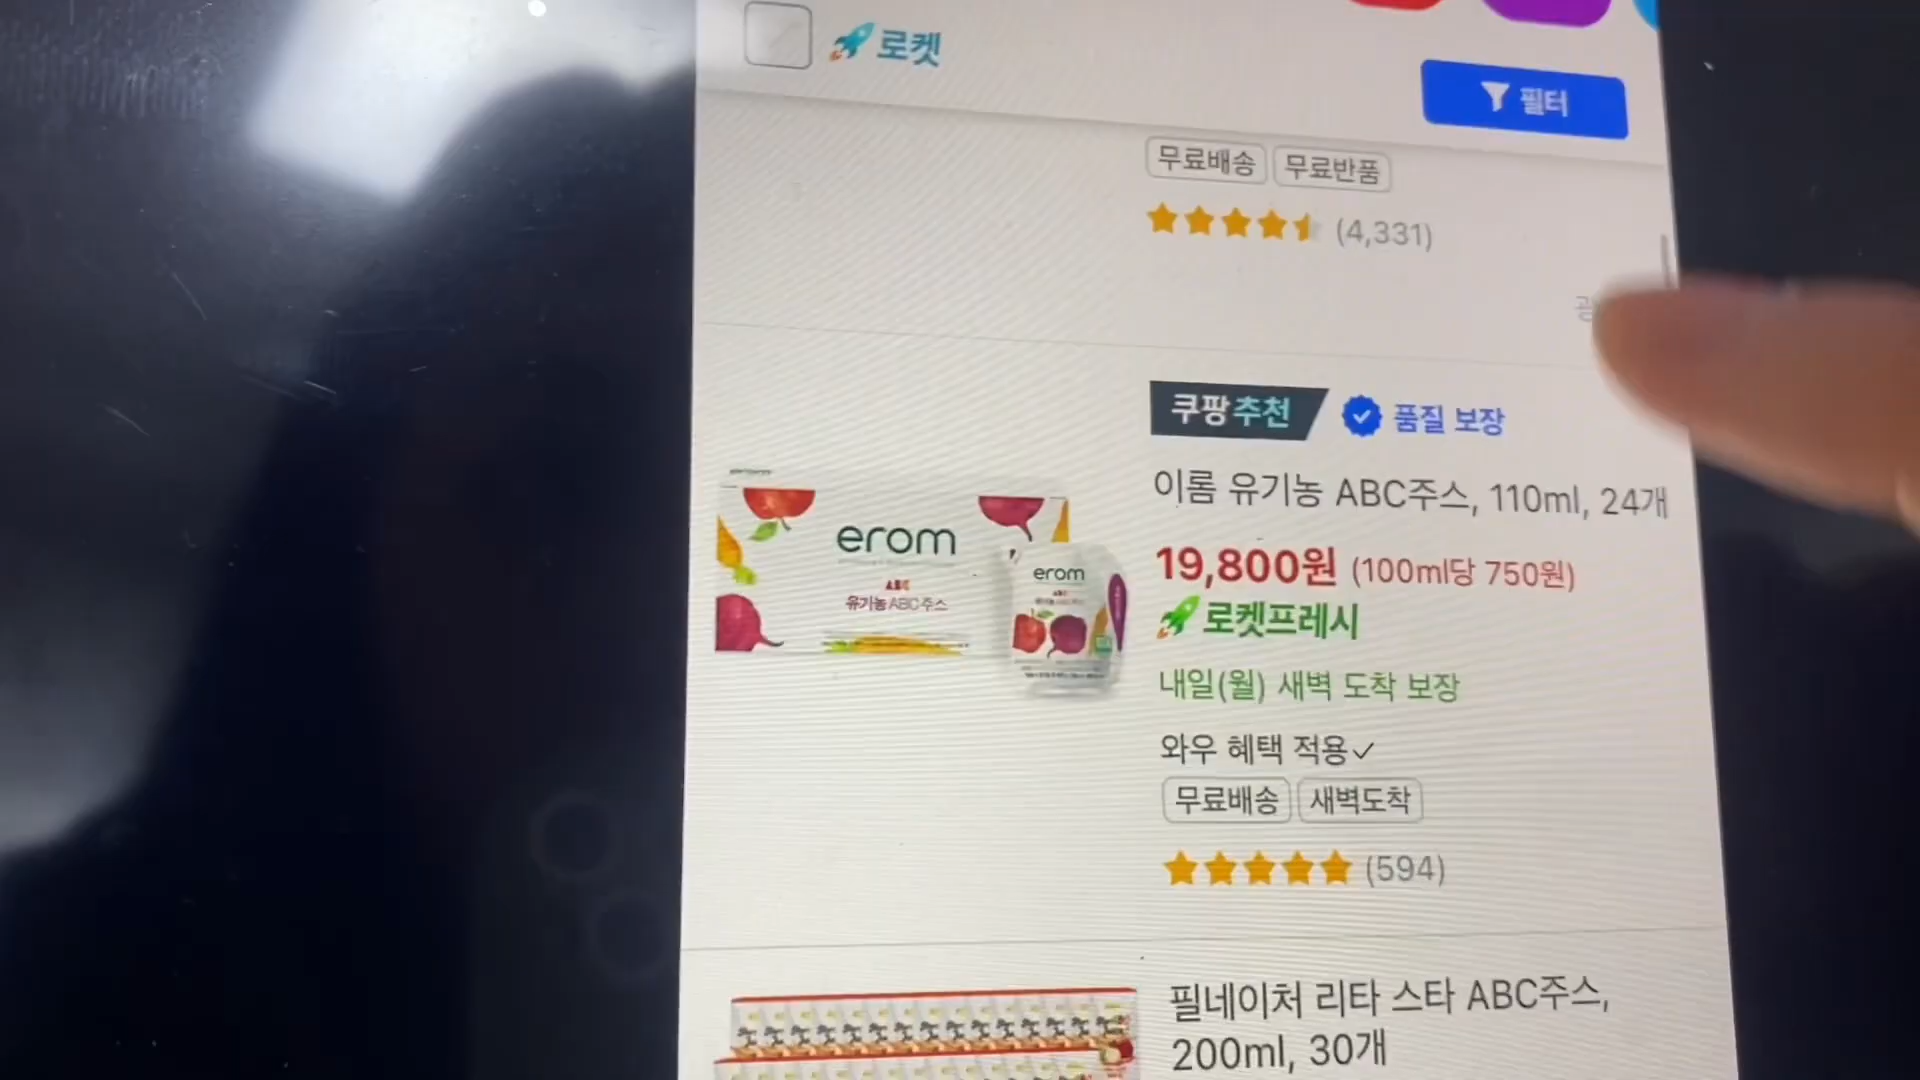 로켓
필터
무료배송 무료반품
(4,331)
쿠팡추천 품질 보장
이롬 유기농 ABC주스, 110ml, 24개
19,800원 (100ml당 750원)
로켓프레시
내일(월) 새벽 도착 보장
와우 혜택 적용✓
무료배송 새벽도착
(594)
erom
ABC
유기농 ABC주스
erom
필네이처 리타 스타 ABC주스,
200ml, 30개